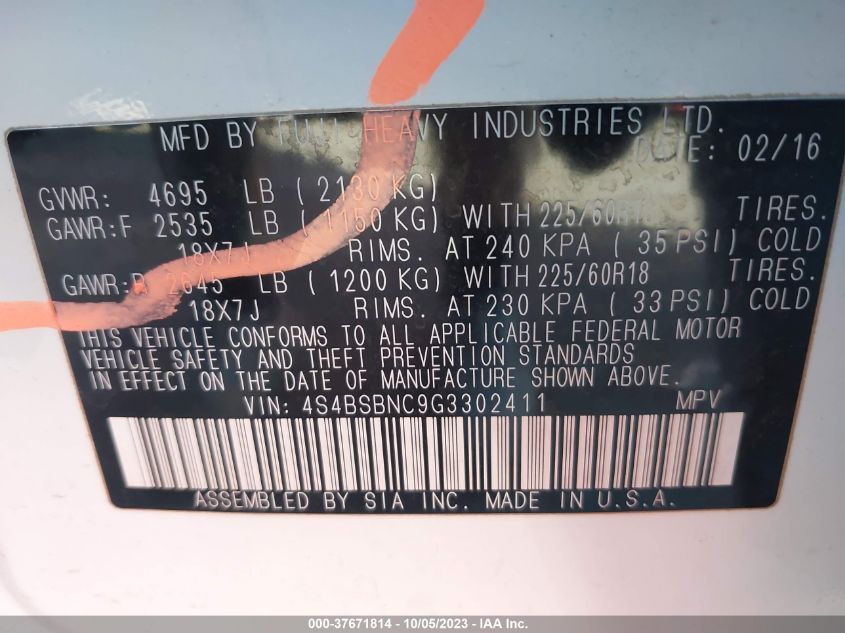 MFD BY FUJI HEAVY INDUSTRIES LTD.
DATE: 02/16
GVWR: 4695 LB ( 2130 KG)
GAWR:F 2535 LB ( 1150 KG) WITH 225/60R18 TIRES.
18X7J RIMS. AT 240 KPA ( 35 PSI) COLD
GAWR:R 2645 LB ( 1200 KG) WITH 225/60R18 TIRES.
18X7J RIMS. AT 230 KPA ( 33 PSI) COLD
THIS VEHICLE CONFORMS TO ALL APPLICABLE FEDERAL MOTOR
VEHICLE SAFETY AND THEFT PREVENTION STANDARDS
IN EFFECT ON THE DATE OF MANUFACTURE SHOWN ABOVE.
VIN: 4S4BSBNC9G3302411 MPV
ASSEMBLED BY SIA INC. MADE IN U.S.A.
000-37671814 - 10/05/2023 - IAA Inc.